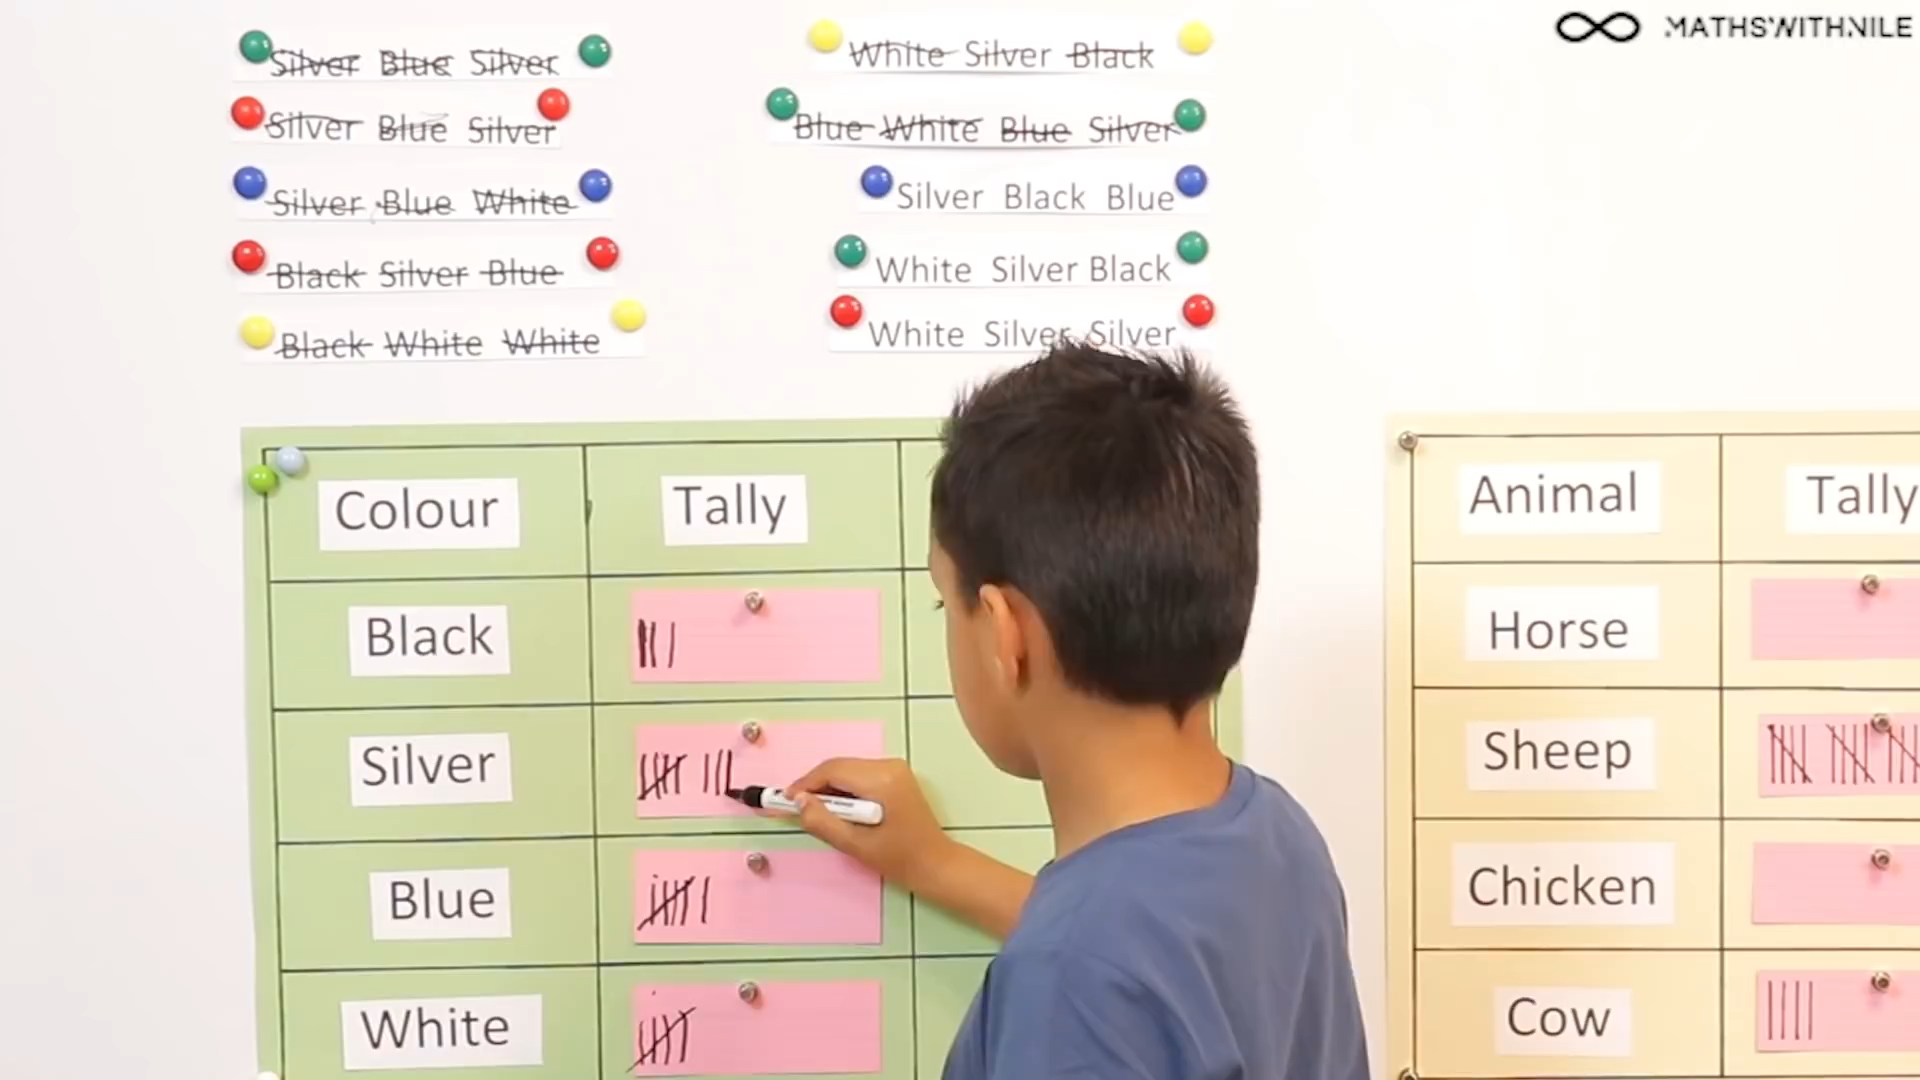 MATHSWITHNILE
Silver Blue Silver
Silver Blue Silver
Silver Blue White
Black Silver Blue
Black White White
White Silver Black
Blue White Blue Silver
Silver Black Blue
White Silver Black
White Silver Silver
Colour Tally
Black
Silver
Blue
White
Animal Tally
Horse
Sheep
Chicken
Cow